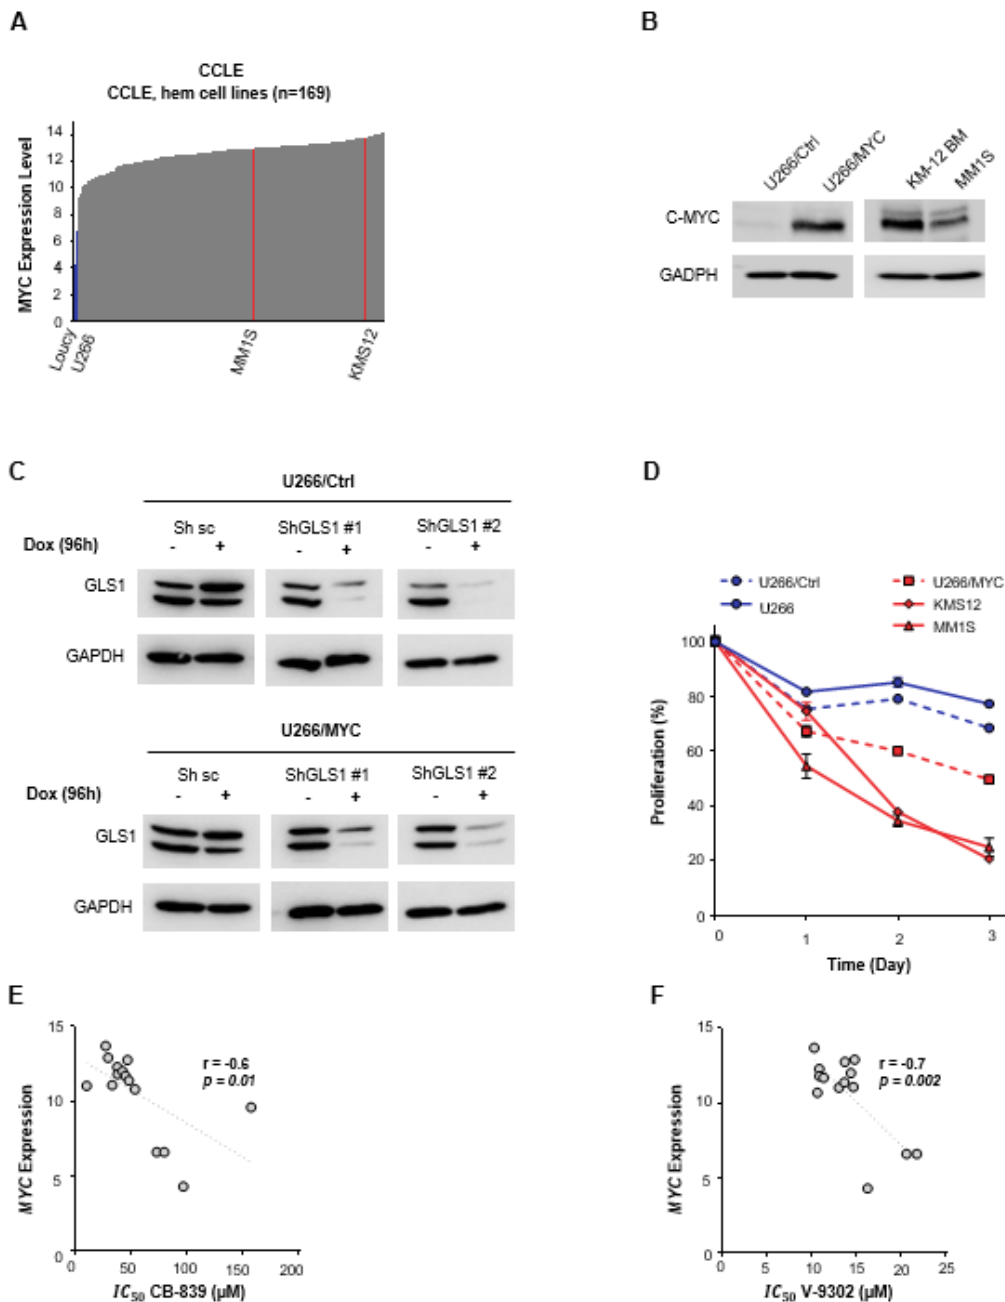 A
CCLE
CCLE, hem cell lines (n=169)
MYC Expression Level
14
12
10
8
6
4
2
0
Loucy
U266
MM1S
KMS12
B
U266/Ctrl
U266/MYC
KM-12 BM
MM1S
C-MYC
GADPH
C
U266/Ctrl
Sh sc
ShGLS1 #1
ShGLS1 #2
Dox (96h)
- + - + - +
GLS1
GAPDH
U266/MYC
Sh sc
ShGLS1 #1
ShGLS1 #2
Dox (96h)
- + - + - +
GLS1
GAPDH
D
U266/Ctrl
U266
U266/MYC
KMS12
MM1S
Proliferation (%)
100
80
60
40
20
0
0 1 2 3
Time (Day)
E
MYC Expression
15
10
5
0
r = -0.6
p = 0.01
0 50 100 150 200
IC50 CB-839 (μM)
F
MYC Expression
15
10
5
0
r = -0.7
p = 0.002
0 5 10 15 20 25
IC50 V-9302 (μM)